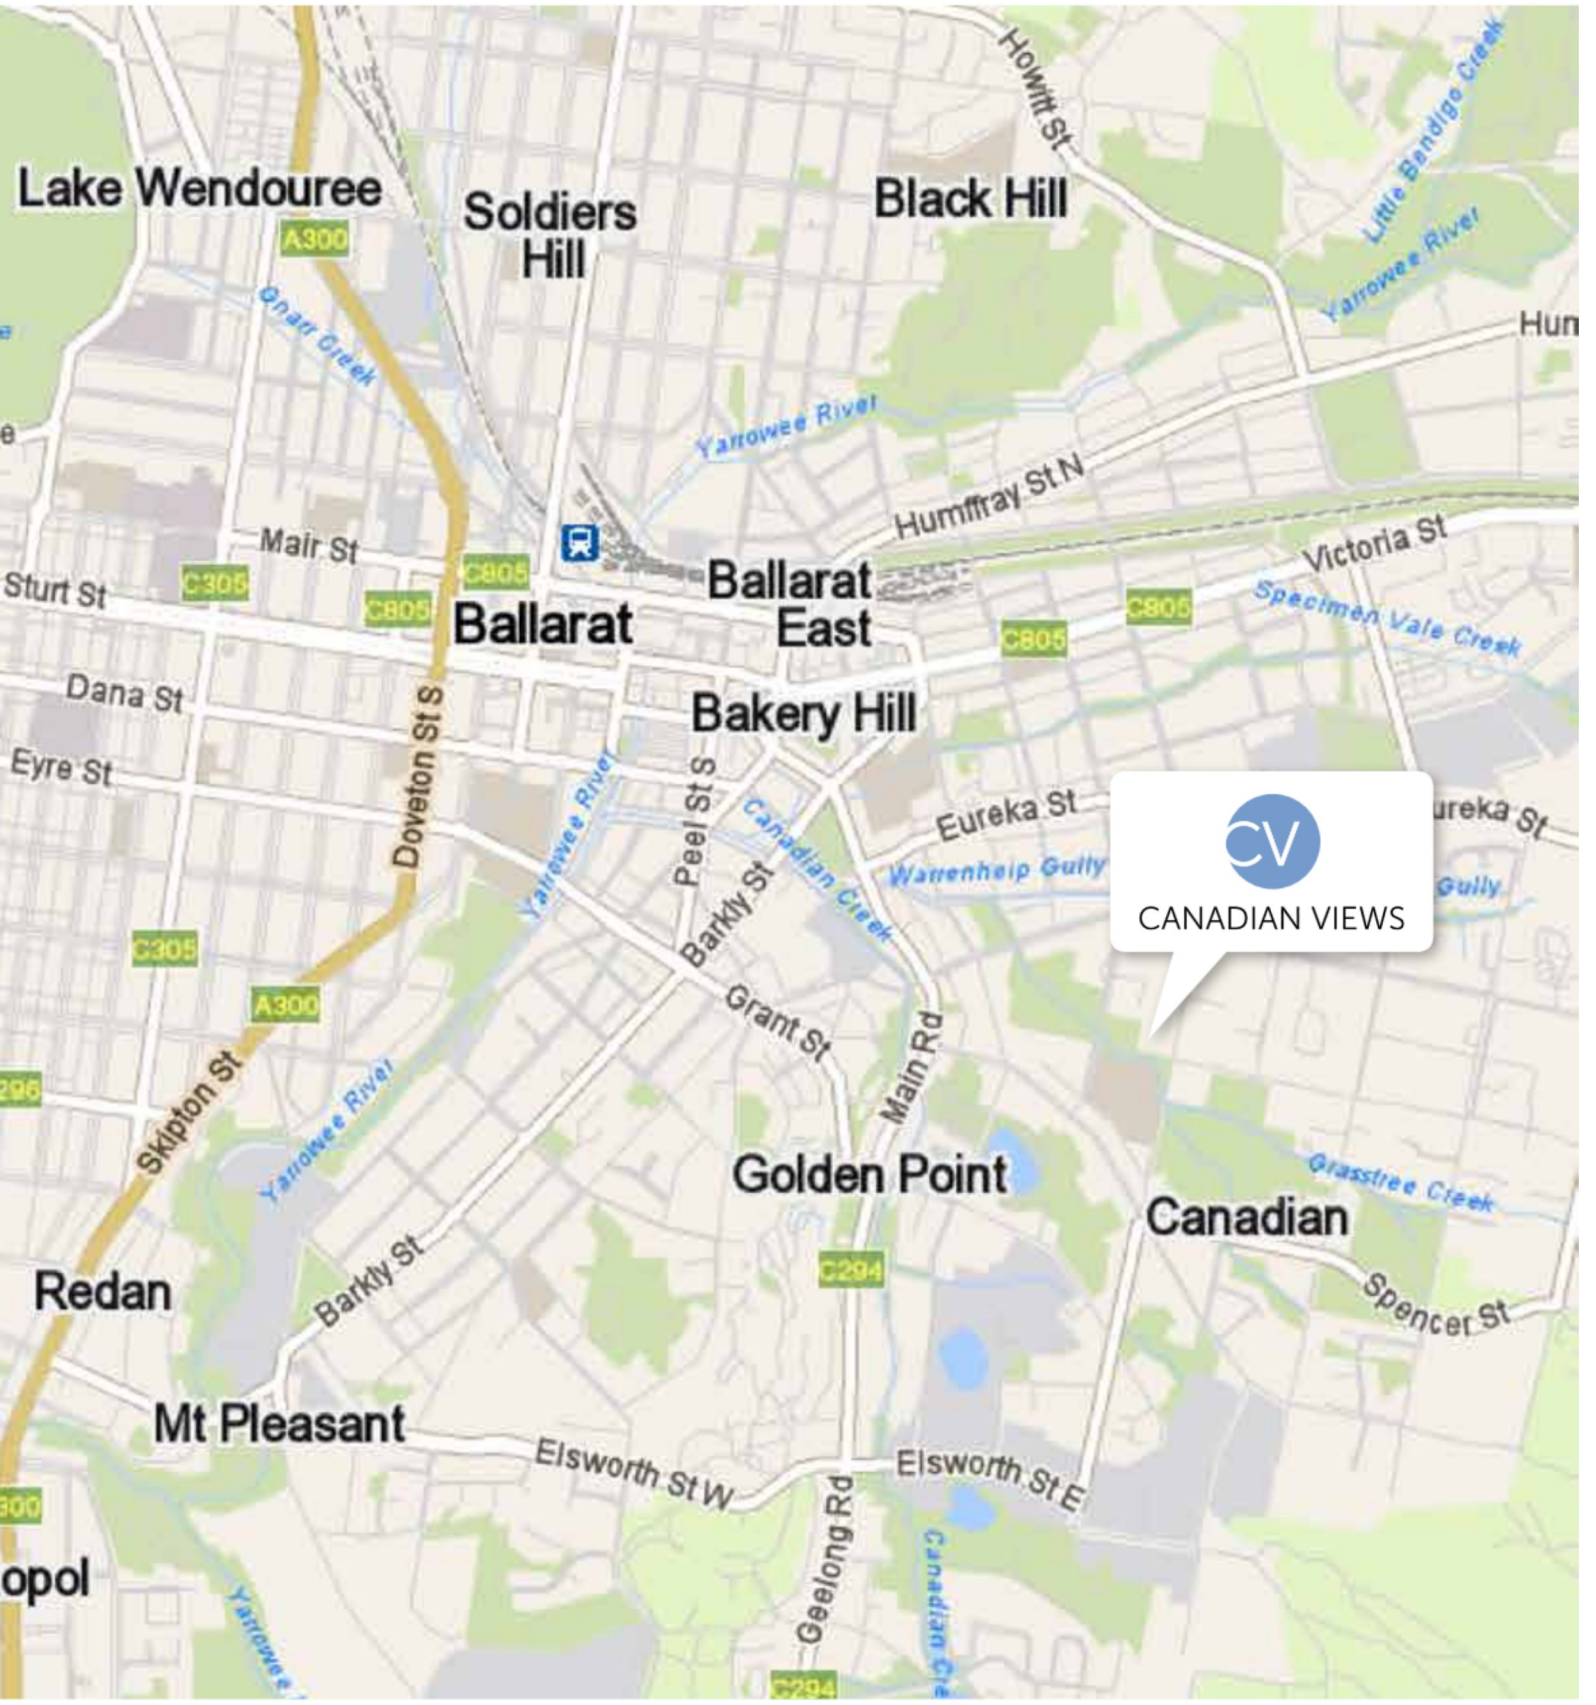 Howitt St
Little Bendigo Creek
Lake Wendouree
Soldiers
Hill
Black Hill
A300
Yarrowee River
Gnarr Creek
Hum
e
Yarrowee River
e
Humffray St N
Mair St
Victoria St
C305
C805
Ballarat
East
Sturt St
C805
C805
C805
Specimen Vale Creek
Ballarat
Dana St
Bakery Hill
Doveton St S
Eyre St
Yarrowee River
Peel St S
Canadian Creek
Eureka St
ureka St
CV
CANADIAN VIEWS
Warrenheip Gully
Gully
Barkly St
C305
A300
Grant St
Main Rd
Skipton St
296
Yarrowee River
Golden Point
Grasstree Creek
Canadian
C294
Redan
Barkly St
Spencer St
Mt Pleasant
Elsworth St W
Elsworth St E
300
Geelong Rd
Canadian Cre
opol
Yarrowee
C294